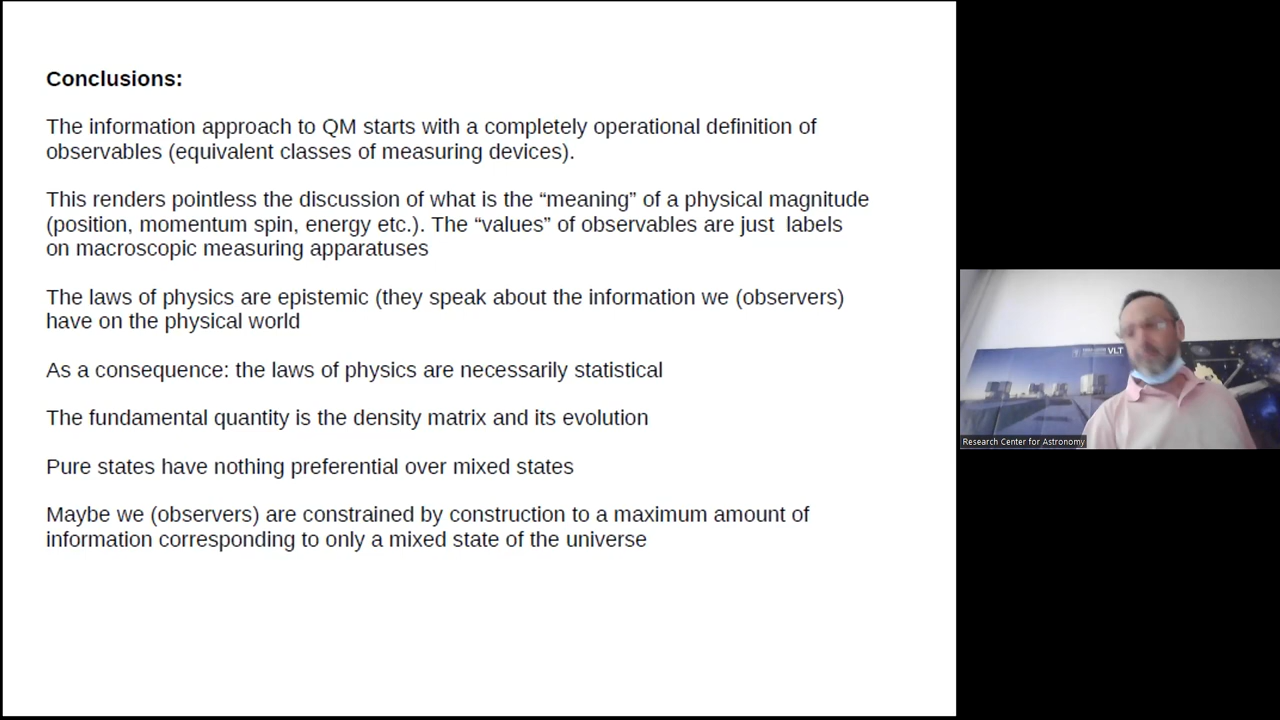 Conclusions:
The information approach to QM starts with a completely operational definition of
observables (equivalent classes of measuring devices).
This renders pointless the discussion of what is the “meaning” of a physical magnitude
(position, momentum spin, energy etc.). The “values” of observables are just  labels
on macroscopic measuring apparatuses
The laws of physics are epistemic (they speak about the information we (observers)
have on the physical world
As a consequence: the laws of physics are necessarily statistical
The fundamental quantity is the density matrix and its evolution
Pure states have nothing preferential over mixed states
Maybe we (observers) are constrained by construction to a maximum amount of
information corresponding to only a mixed state of the universe
VLT
Research Center for Astronomy